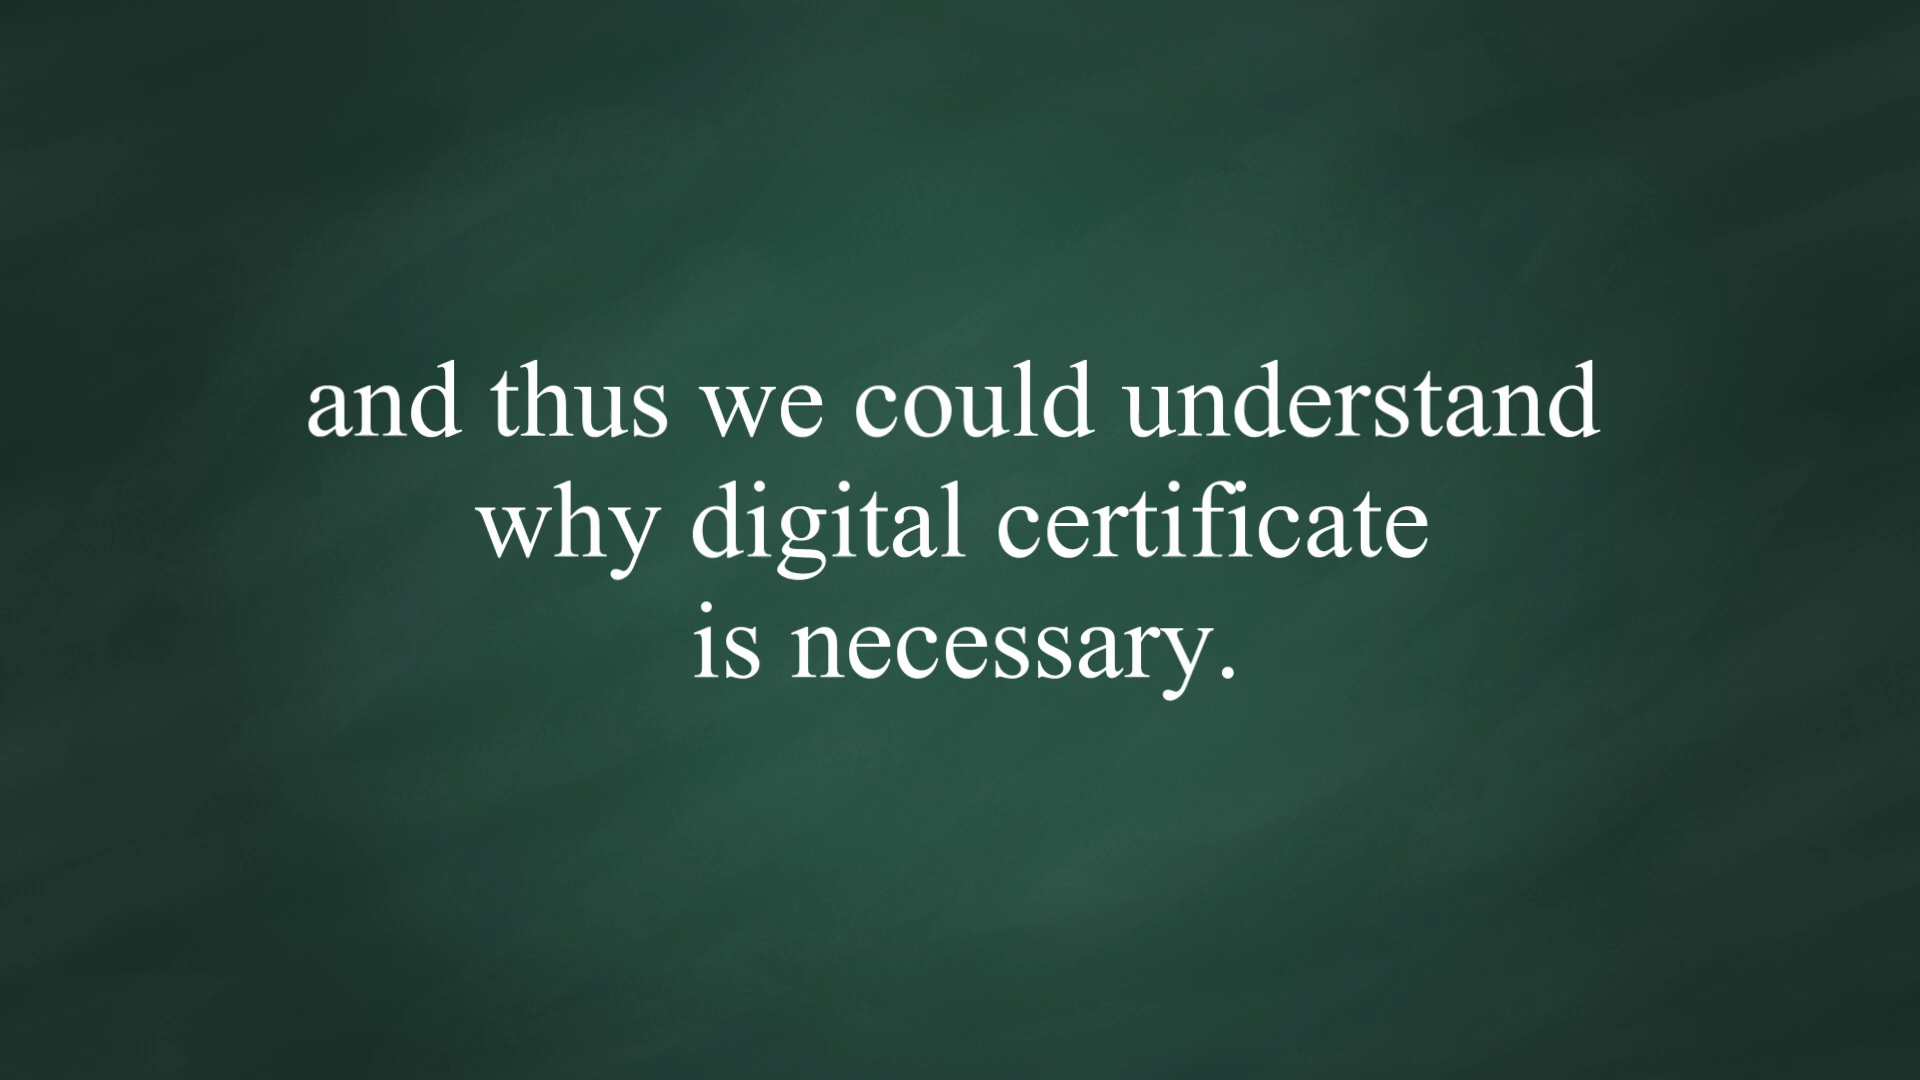 and thus we could understand
why digital certificate
is necessary.